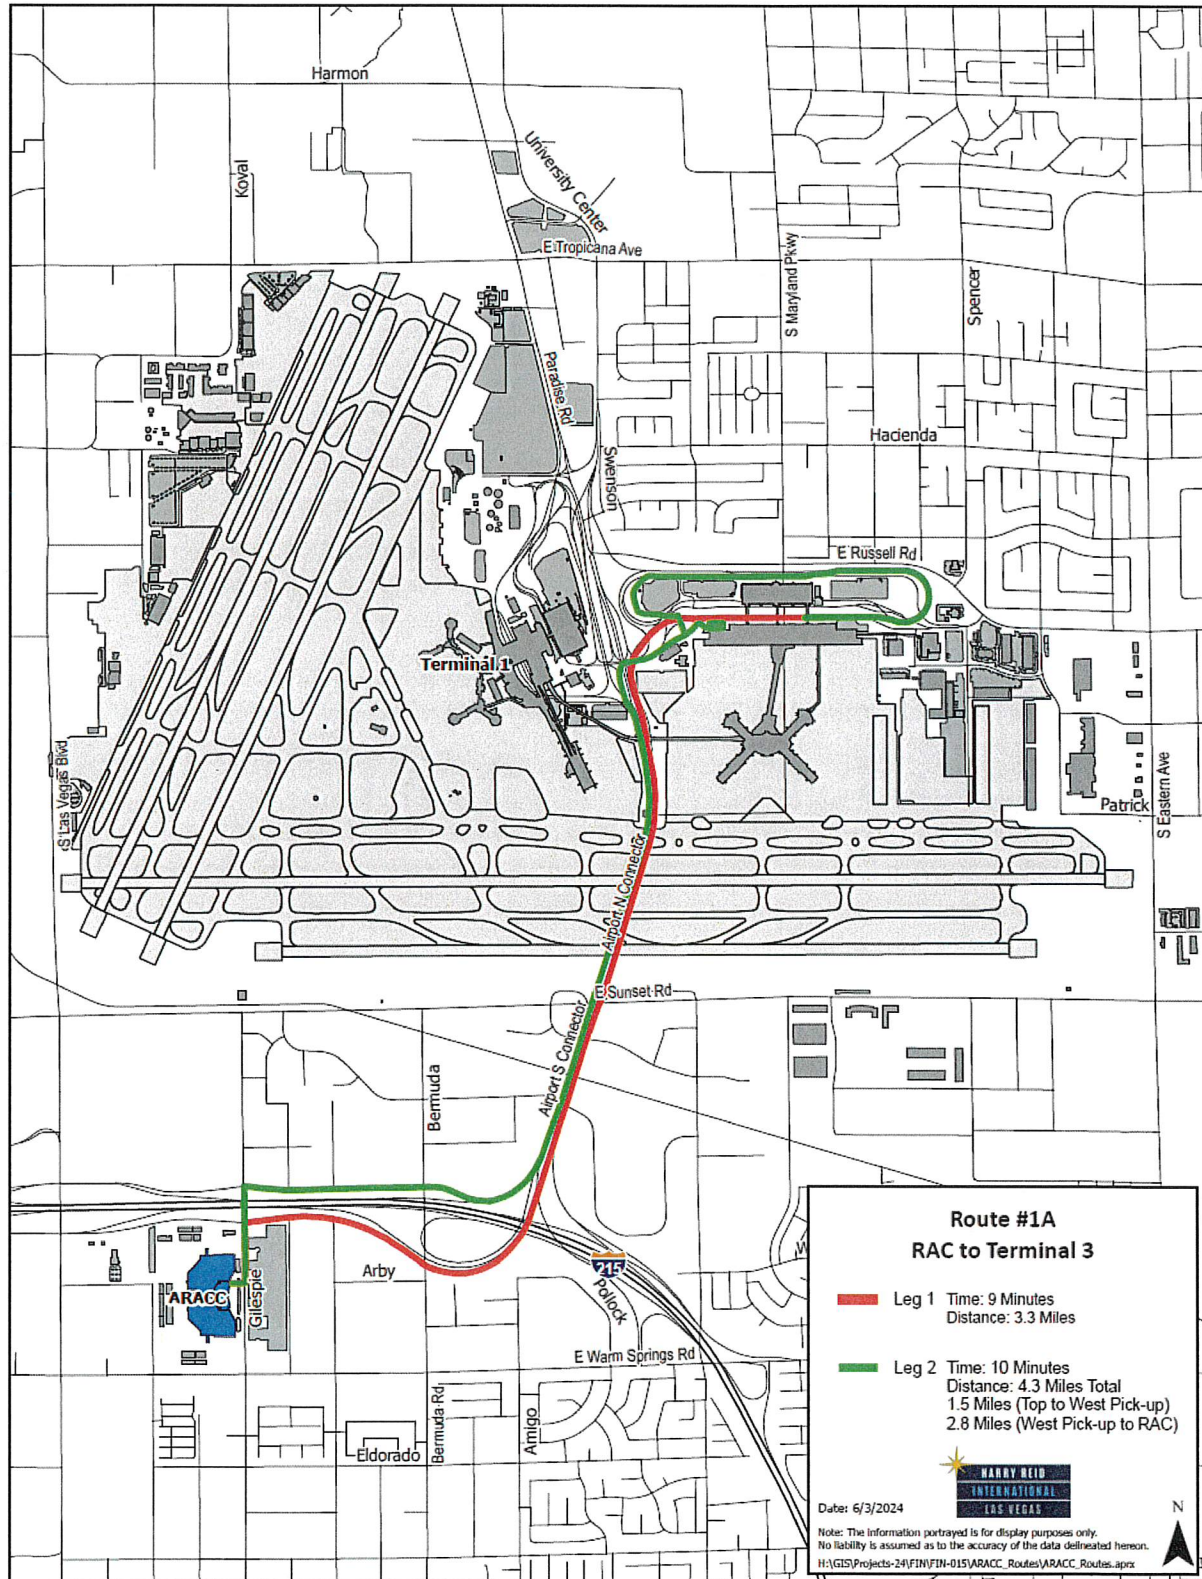 Harmon
Koval
University Center
E Tropicana Ave
S Maryland Pkwy
Spencer
Paradise Rd
Swenson
Hacienda
E Russell Rd
Terminal 1
S Las Vegas Blvd
Patrick
S Eastern Ave
Airport N Connector
E Sunset Rd
Airport S Connector
Bermuda
215
Arby
ARACC
Gillespie
Pollock
E Warm Springs Rd
Bermuda Rd
Amigo
Eldorado
W
Route #1A
RAC to Terminal 3
Leg 1 Time: 9 Minutes
Distance: 3.3 Miles
Leg 2 Time: 10 Minutes
Distance: 4.3 Miles Total
1.5 Miles (Top to West Pick-up)
2.8 Miles (West Pick-up to RAC)
HARRY REID
INTERNATIONAL
LAS VEGAS
Date: 6/3/2024
N
Note: The information portrayed is for display purposes only.
No liability is assumed as to the accuracy of the data delineated hereon.
H:\GIS\Projects-24\FIN\FIN-015\ARACC_Routes\ARACC_Routes.aprx